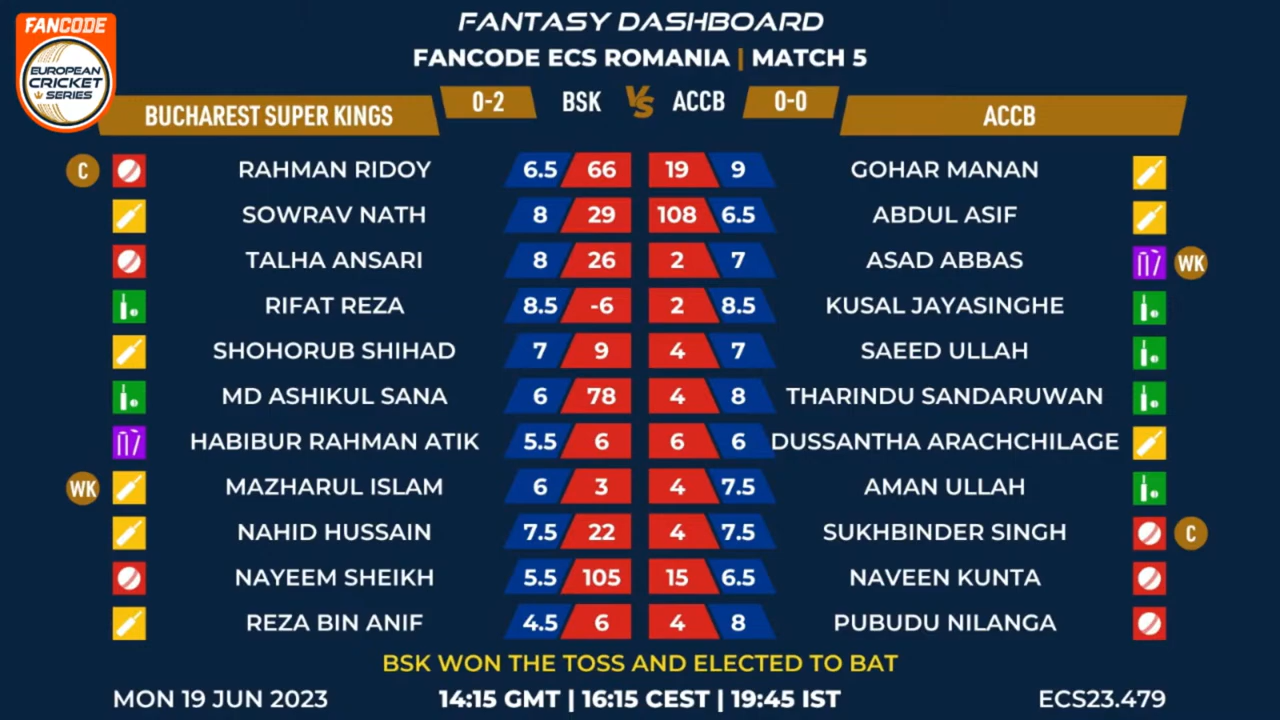 FANCODE
EUROPEAN
CRICKET
SERIES
FANTASY DASHBOARD
FANCODE ECS ROMANIA | MATCH 5
BUCHAREST SUPER KINGS 0-2 BSK VS ACCB 0-0 ACCB
C RAHMAN RIDOY 6.5 66 19 9 GOHAR MANAN
SOWRAV NATH 8 29 108 6.5 ABDUL ASIF
TALHA ANSARI 8 26 2 7 ASAD ABBAS WK
RIFAT REZA 8.5 -6 2 8.5 KUSAL JAYASINGHE
SHOHORUB SHIHAD 7 9 4 7 SAEED ULLAH
MD ASHIKUL SANA 6 78 4 8 THARINDU SANDARUWAN
HABIBUR RAHMAN ATIK 5.5 6 6 6 DUSSANTHA ARACHCHILAGE
WK MAZHARUL ISLAM 6 3 4 7.5 AMAN ULLAH
NAHID HUSSAIN 7.5 22 4 7.5 SUKHBINDER SINGH C
NAYEEM SHEIKH 5.5 105 15 6.5 NAVEEN KUNTA
REZA BIN ANIF 4.5 6 4 8 PUBUDU NILANGA
BSK WON THE TOSS AND ELECTED TO BAT
MON 19 JUN 2023 14:15 GMT | 16:15 CEST | 19:45 IST ECS23.479